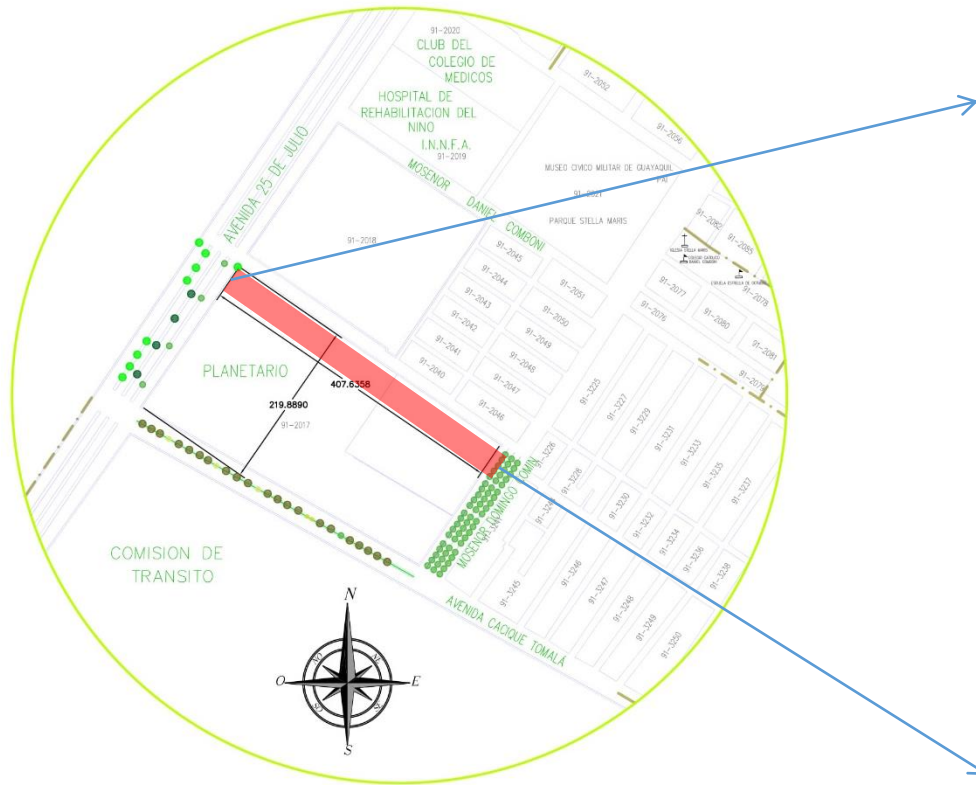 91-2020
CLUB DEL
COLEGIO DE
MEDICOS
HOSPITAL DE
REHABILITACION DEL
NINO
I.N.N.F.A.
91-2019
91-2052
91-2056
MUSEO CIVICO MILITAR DE GUAYAQUIL
91-2021
PARQUE STELLA MARIS
MOSENOR DANIEL COMBONI
AVENIDA 25 DE JULIO
91-2018
91-2082
91-2085
91-2045
91-2044
91-2043
91-2042
91-2041
91-2040
91-2051
91-2050
91-2049
91-2048
91-2047
91-2046
91-2077
91-2076
91-2078
91-2080
91-2081
91-2079
PLANETARIO
407.6358
219.8890
91-2017
91-3225
91-3227
91-3229
91-3231
91-3233
91-3235
91-3237
91-3226
91-3228
91-3230
91-3232
91-3234
91-3236
91-3238
MOSENOR DOMINGO COMIN
91-3245
91-3246
91-3247
91-3248
91-3249
91-3250
COMISION DE
TRANSITO
AVENIDA CACIQUE TOMALÁ
N
O
E
S